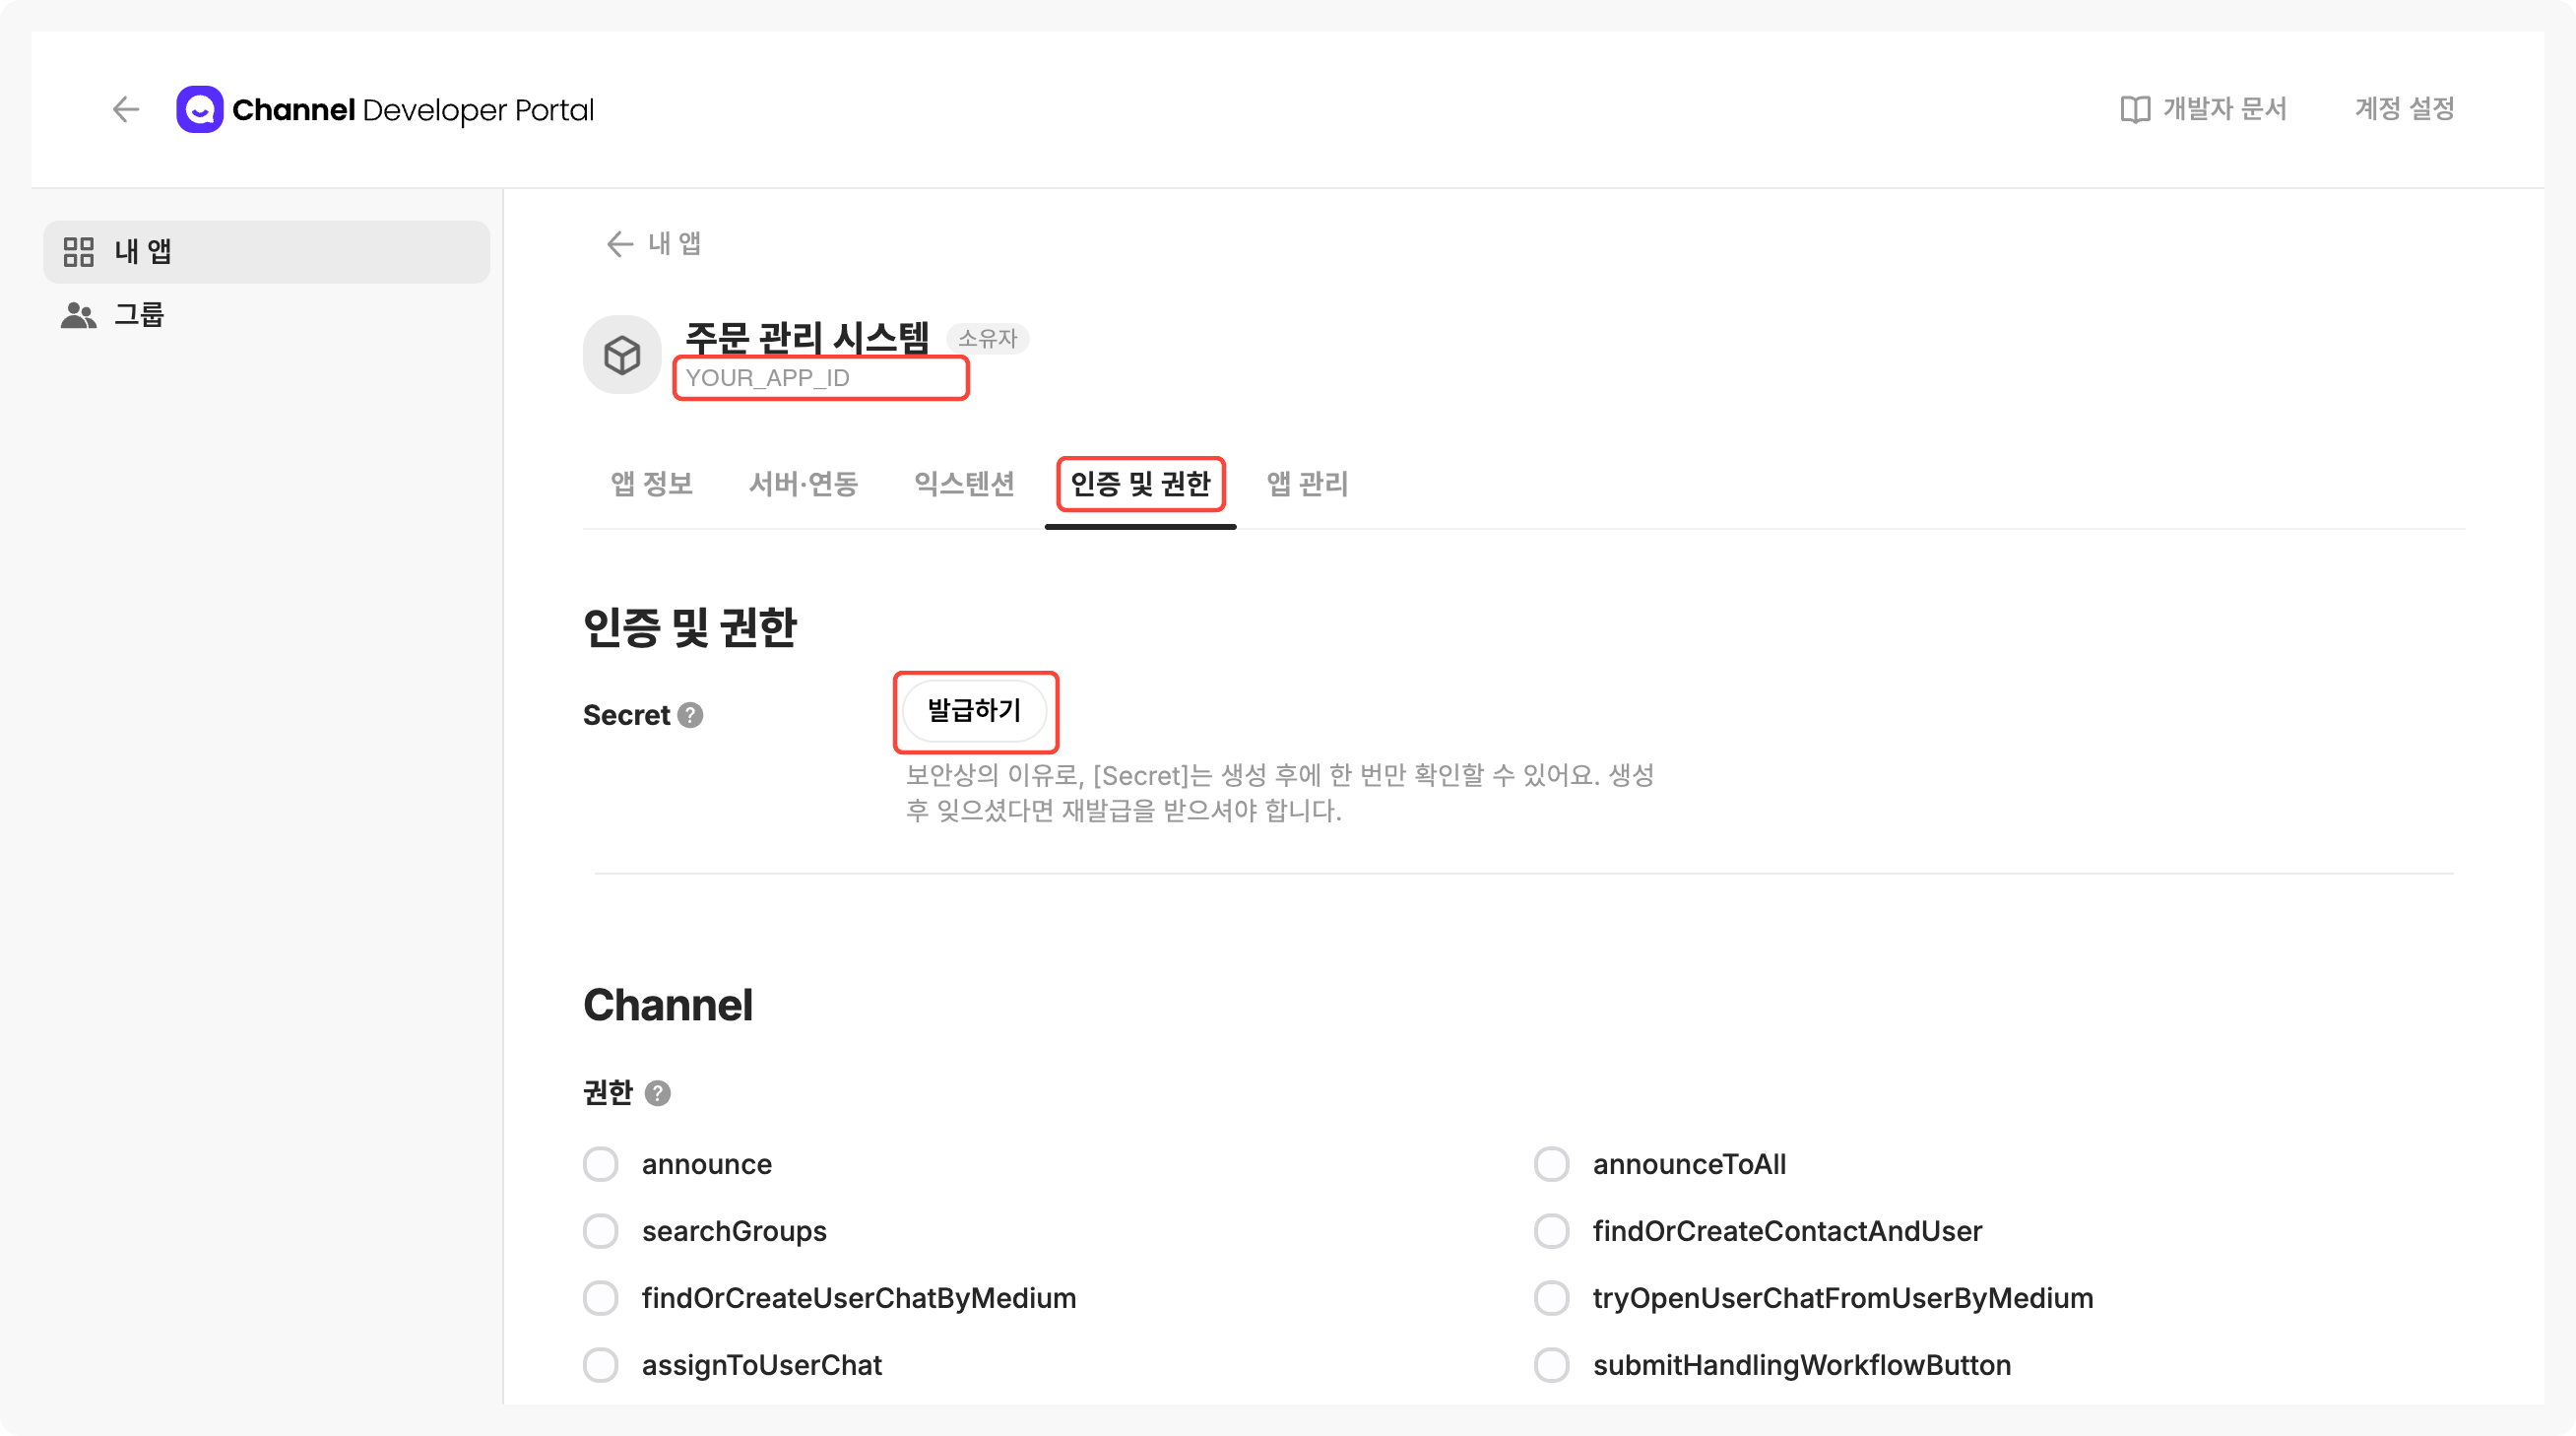 Channel Developer Portal
개발자 문서
계정 설정
내 앱
그룹
내 앱
주문 관리 시스템 소유자
YOUR_APP_ID
앱 정보 서버·연동 익스텐션 인증 및 권한 앱 관리
인증 및 권한
Secret ?
발급하기
보안상의 이유로, [Secret]는 생성 후에 한 번만 확인할 수 있어요. 생성
후 잊으셨다면 재발급을 받으셔야 합니다.
Channel
권한 ?
announce
announceToAll
searchGroups
findOrCreateContactAndUser
findOrCreateUserChatByMedium
tryOpenUserChatFromUserByMedium
assignToUserChat
submitHandlingWorkflowButton